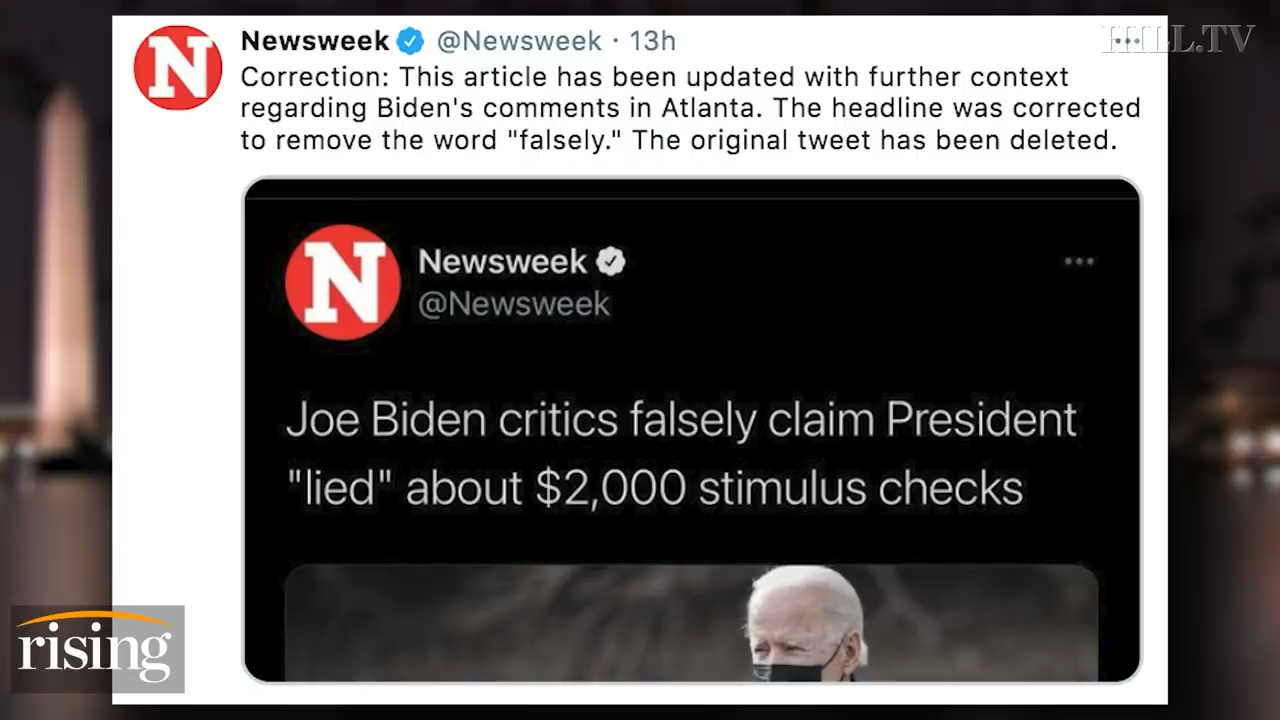 HILL.TV
N
Newsweek @Newsweek · 13h
Correction: This article has been updated with further context
regarding Biden's comments in Atlanta. The headline was corrected
to remove the word "falsely." The original tweet has been deleted.
N
Newsweek
@Newsweek
Joe Biden critics falsely claim President
"lied" about $2,000 stimulus checks
rising